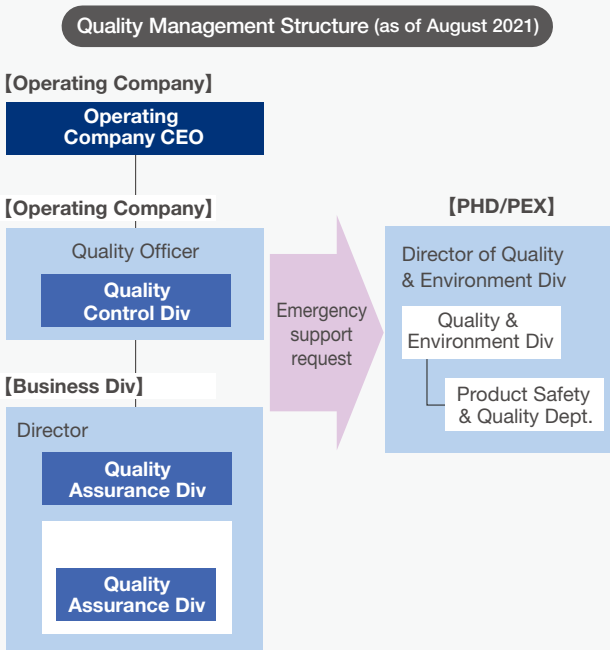 Quality Management Structure (as of August 2021)
【Operating Company】
Operating
Company CEO
【Operating Company】
Quality Officer
Quality
Control Div
【Business Div】
Director
Quality
Assurance Div
Quality
Assurance Div
Emergency
support
request
【PHD/PEX】
Director of Quality
& Environment Div
Quality &
Environment Div
Product Safety
& Quality Dept.